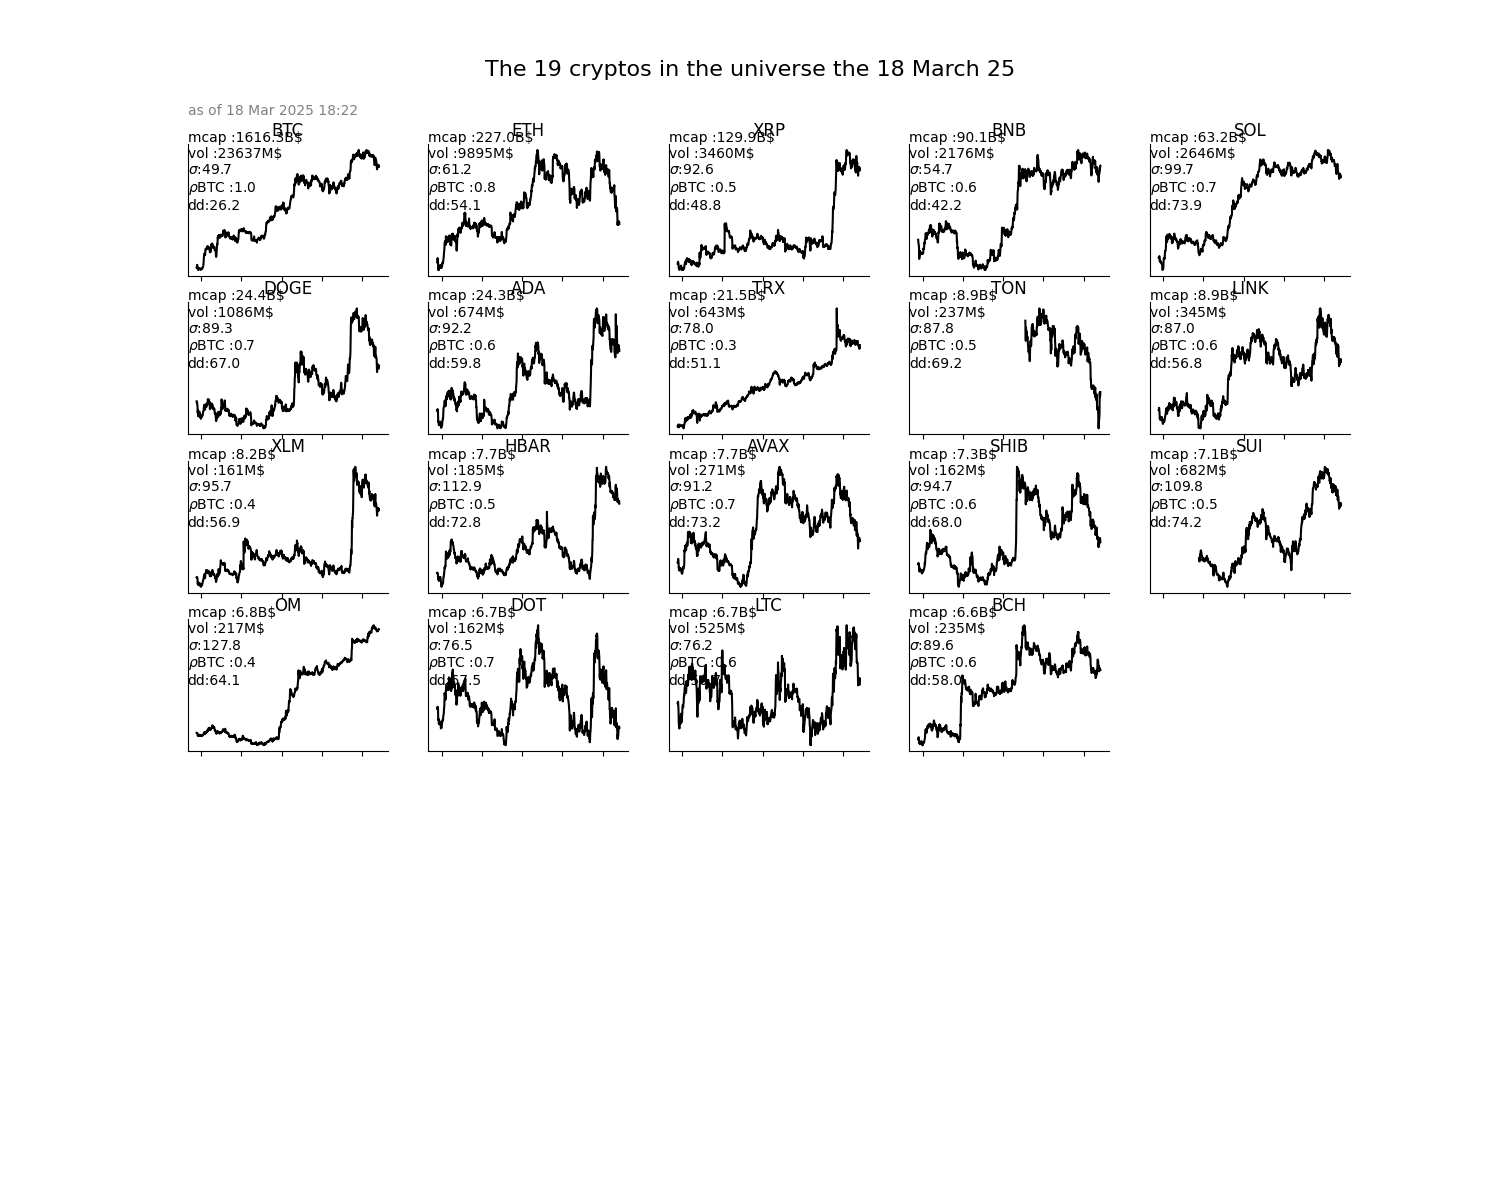 The 19 cryptos in the universe the 18 March 25
as of 18 Mar 2025 18:22
BTC
mcap :1616.3B$
vol :23637M$
σ:49.7
ρBTC :1.0
dd:26.2
ETH
mcap :227.0B$
vol :9895M$
σ:61.2
ρBTC :0.8
dd:54.1
XRP
mcap :129.9B$
vol :3460M$
σ:92.6
ρBTC :0.5
dd:48.8
BNB
mcap :90.1B$
vol :2176M$
σ:54.7
ρBTC :0.6
dd:42.2
SOL
mcap :63.2B$
vol :2646M$
σ:99.7
ρBTC :0.7
dd:73.9
DOGE
mcap :24.4B$
vol :1086M$
σ:89.3
ρBTC :0.7
dd:67.0
ADA
mcap :24.3B$
vol :674M$
σ:92.2
ρBTC :0.6
dd:59.8
TRX
mcap :21.5B$
vol :643M$
σ:78.0
ρBTC :0.3
dd:51.1
TON
mcap :8.9B$
vol :237M$
σ:87.8
ρBTC :0.5
dd:69.2
LINK
mcap :8.9B$
vol :345M$
σ:87.0
ρBTC :0.6
dd:56.8
XLM
mcap :8.2B$
vol :161M$
σ:95.7
ρBTC :0.4
dd:56.9
HBAR
mcap :7.7B$
vol :185M$
σ:112.9
ρBTC :0.5
dd:72.8
AVAX
mcap :7.7B$
vol :271M$
σ:91.2
ρBTC :0.7
dd:73.2
SHIB
mcap :7.3B$
vol :162M$
σ:94.7
ρBTC :0.6
dd:68.0
SUI
mcap :7.1B$
vol :682M$
σ:109.8
ρBTC :0.5
dd:74.2
OM
mcap :6.8B$
vol :217M$
σ:127.8
ρBTC :0.4
dd:64.1
DOT
mcap :6.7B$
vol :162M$
σ:76.5
ρBTC :0.7
dd:67.5
LTC
mcap :6.7B$
vol :525M$
σ:76.2
ρBTC :0.6
BCH
mcap :6.6B$
vol :235M$
σ:89.6
ρBTC :0.6
dd:58.0